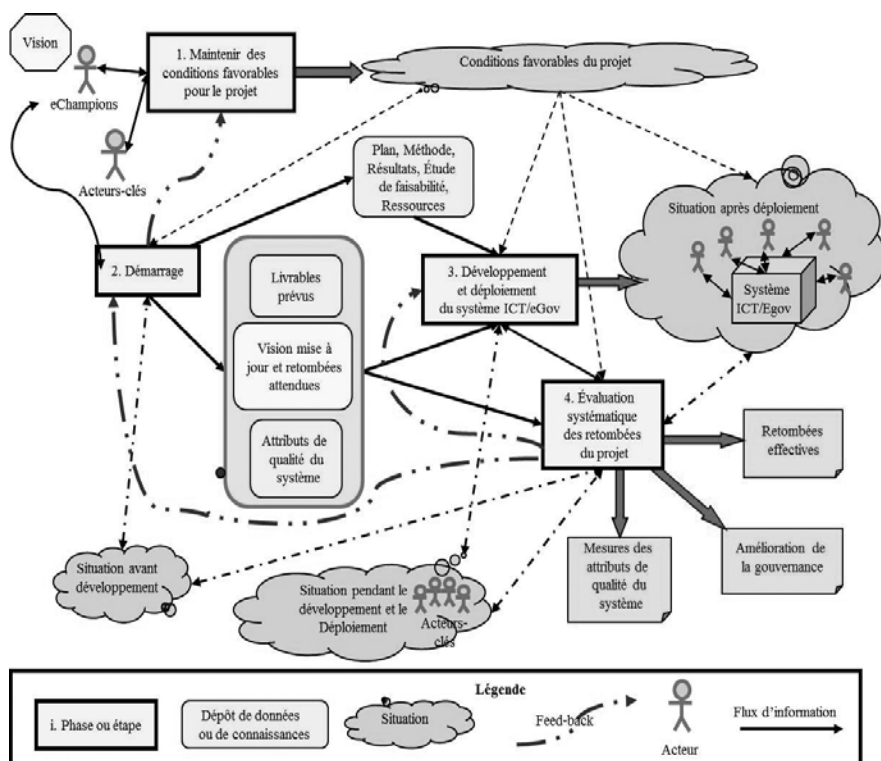 Vision
eChampions
Acteurs-clés
1. Maintenir des
conditions favorables
pour le projet
Conditions favorables du projet
Plan, Méthode,
Résultats, Étude
de faisabilité,
Ressources
Situation après déploiement
Système
ICT/Egov
2. Démarrage
Livrables
prévus
Vision mise à
jour et retombées
attendues
Attributs de
qualité du
système
3. Développement
et déploiement
du système ICT/eGov
4. Évaluation
systématique
des retombées
du projet
Retombées
effectives
Amélioration de
la gouvernance
Mesures des
attributs de
qualité du
système
Situation avant
développement
Situation pendant le
développement et le
Déploiement
Acteurs-
clés
Légende
i. Phase ou étape
Dépôt de données
ou de connaissances
Situation
Feed-back
Acteur
Flux d'information